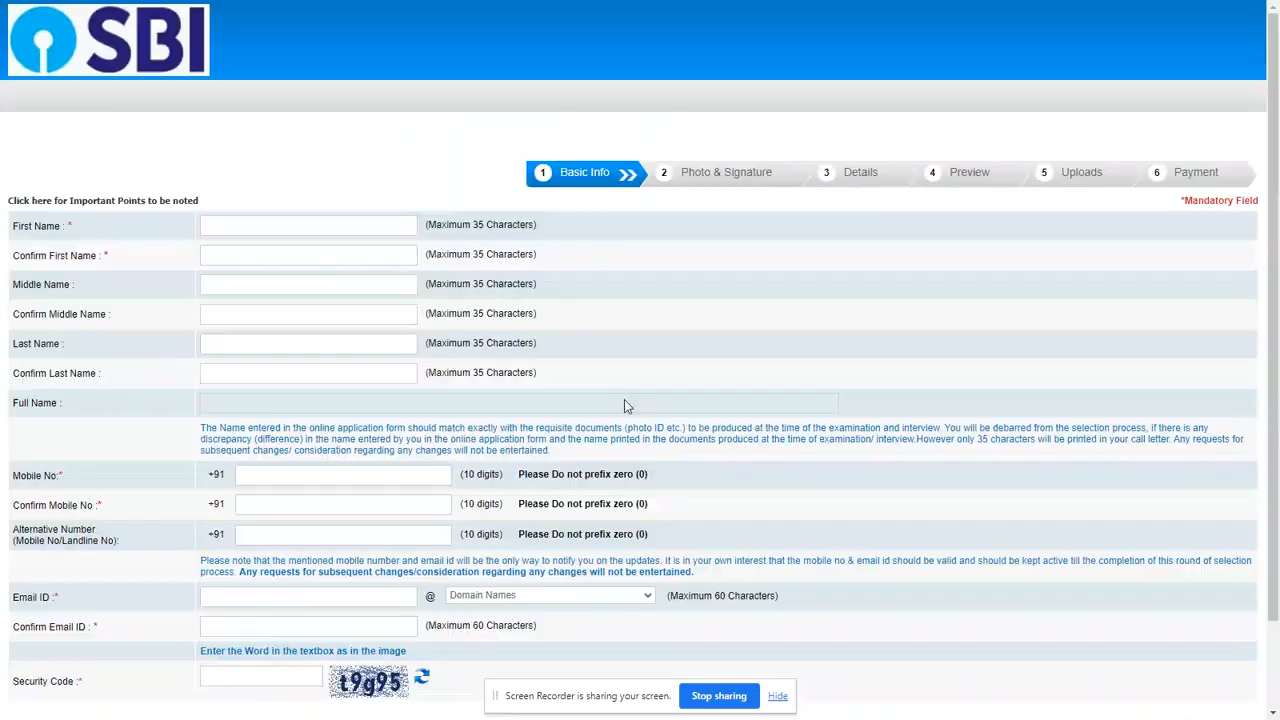 SBI
1 Basic Info 2 Photo & Signature 3 Details 4 Preview 5 Uploads 6 Payment
Click here for Important Points to be noted *Mandatory Field
First Name : * (Maximum 35 Characters)
Confirm First Name : * (Maximum 35 Characters)
Middle Name : (Maximum 35 Characters)
Confirm Middle Name : (Maximum 35 Characters)
Last Name : (Maximum 35 Characters)
Confirm Last Name : (Maximum 35 Characters)
Full Name :
The Name entered in the online application form should match exactly with the requisite documents (photo ID etc.) to be produced at the time of the examination and interview. You will be debarred from the selection process, if there is any
discrepancy (difference) in the name entered by you in the online application form and the name printed in the documents produced at the time of examination/ interview.However only 35 characters will be printed in your call letter. Any requests for
subsequent changes/ consideration regarding any changes will not be entertained.
Mobile No:* +91 (10 digits) Please Do not prefix zero (0)
Confirm Mobile No :* +91 (10 digits) Please Do not prefix zero (0)
Alternative Number
(Mobile No/Landline No): +91 (10 digits) Please Do not prefix zero (0)
Please note that the mentioned mobile number and email id will be the only way to notify you on the updates. It is in your own interest that the mobile no & email id should be valid and should be kept active till the completion of this round of selection
process. Any requests for subsequent changes/consideration regarding any changes will not be entertained.
Email ID :* @ Domain Names (Maximum 60 Characters)
Confirm Email ID : * (Maximum 60 Characters)
Enter the Word in the textbox as in the image
Security Code :* t9g95
Screen Recorder is sharing your screen. Stop sharing Hide